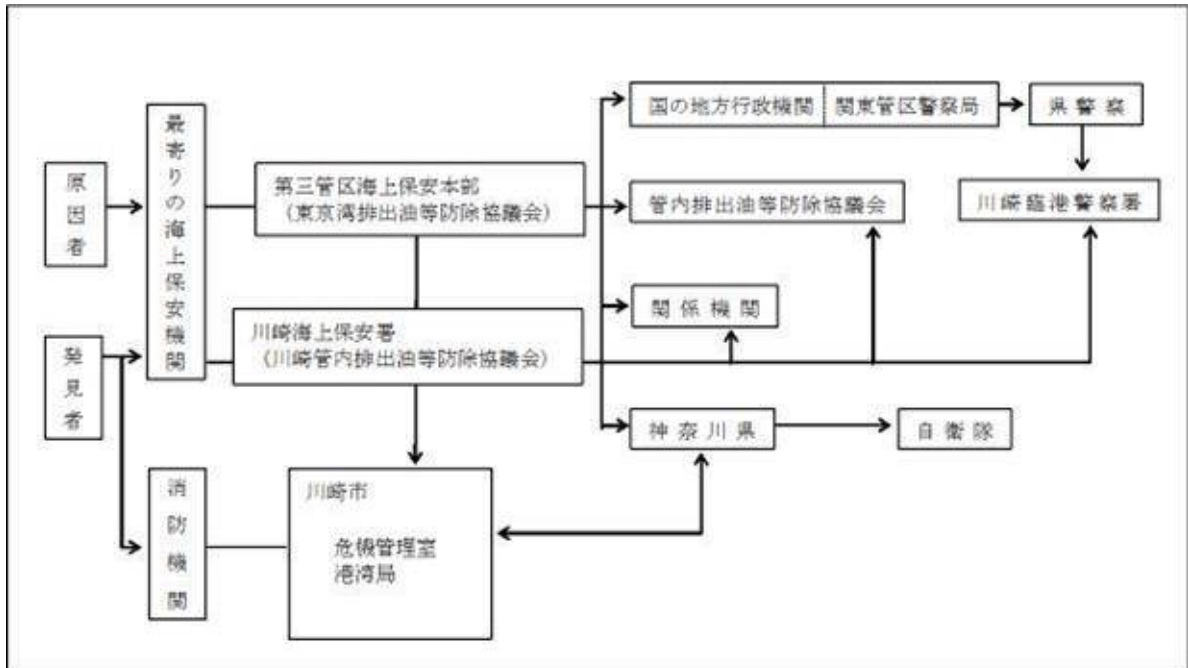 原因者
発見者
最寄りの海上保安機関
消防機関
第三管区海上保安本部
（東京湾排出油等防除協議会）
川崎海上保安署
（川崎管内排出油等防除協議会）
川崎市
危機管理室
港湾局
国の地方行政機関
関東管区警察局
県警察
管内排出油等防除協議会
川崎臨港警察署
関係機関
神奈川県
自衛隊